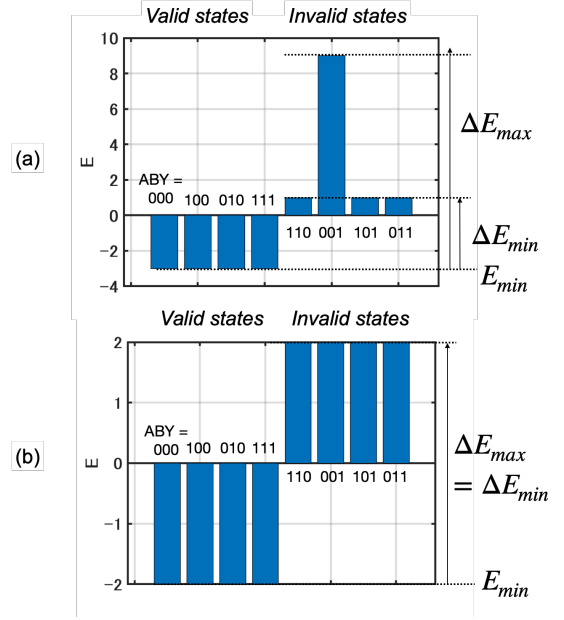 Valid states Invalid states
(a)
E
10
8
6
4
2
0
−2
−4
ABY =
000 100 010 111
110 001 101 011
ΔEmax
ΔEmin
Emin
Valid states Invalid states
(b)
E
2
1
0
−1
−2
ABY =
000 100 010 111
110 001 101 011
ΔEmax
= ΔEmin
Emin